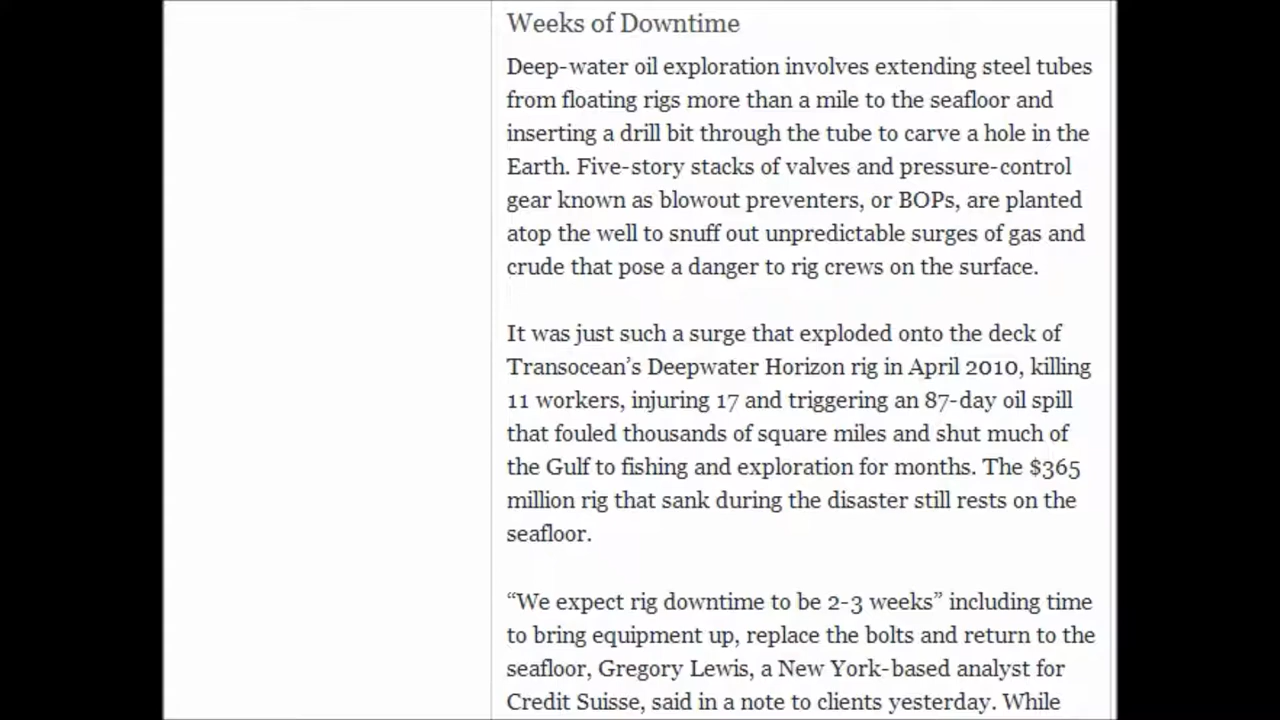 Weeks of Downtime
Deep-water oil exploration involves extending steel tubes
from floating rigs more than a mile to the seafloor and
inserting a drill bit through the tube to carve a hole in the
Earth. Five-story stacks of valves and pressure-control
gear known as blowout preventers, or BOPs, are planted
atop the well to snuff out unpredictable surges of gas and
crude that pose a danger to rig crews on the surface.
It was just such a surge that exploded onto the deck of
Transocean’s Deepwater Horizon rig in April 2010, killing
11 workers, injuring 17 and triggering an 87-day oil spill
that fouled thousands of square miles and shut much of
the Gulf to fishing and exploration for months. The $365
million rig that sank during the disaster still rests on the
seafloor.
“We expect rig downtime to be 2-3 weeks” including time
to bring equipment up, replace the bolts and return to the
seafloor, Gregory Lewis, a New York-based analyst for
Credit Suisse, said in a note to clients yesterday. While